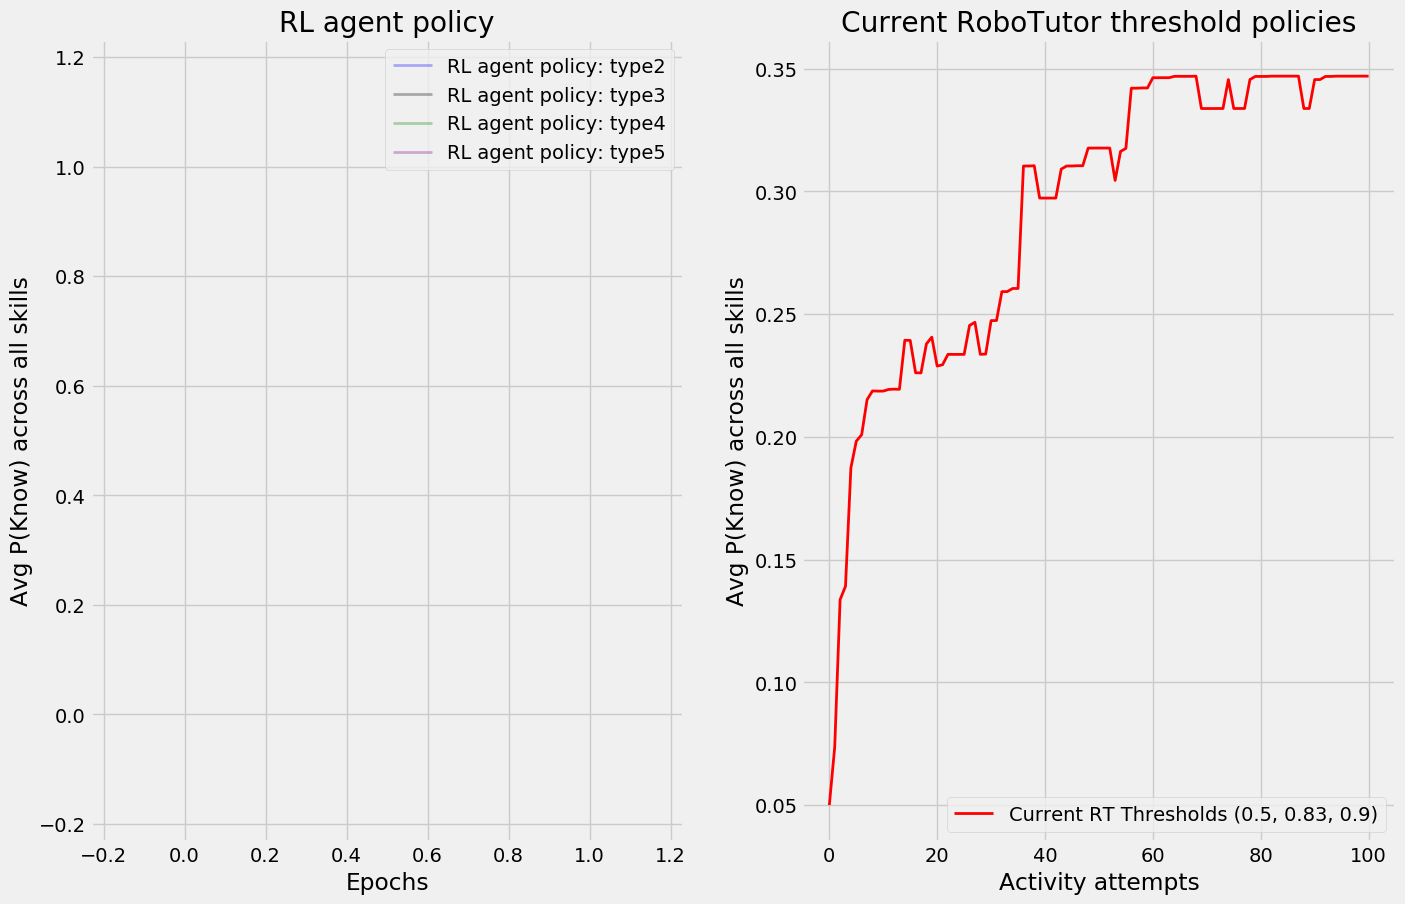 RL agent policy
1.2
1.0
0.8
0.6
0.4
0.2
0.0
−0.2
Avg P(Know) across all skills
RL agent policy: type2
RL agent policy: type3
RL agent policy: type4
RL agent policy: type5
−0.2 0.0 0.2 0.4 0.6 0.8 1.0 1.2
Epochs
Current RoboTutor threshold policies
0.35
0.30
0.25
0.20
0.15
0.10
0.05
Avg P(Know) across all skills
Current RT Thresholds (0.5, 0.83, 0.9)
0 20 40 60 80 100
Activity attempts